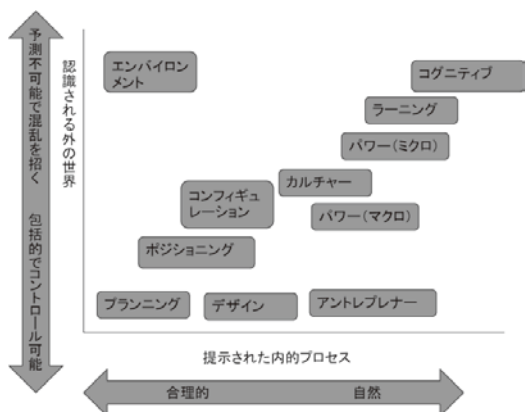 予測不可能で混乱を招く
包括的でコントロール可能
認識される外の世界
エンバイロン
メント
コグニティブ
ラーニング
パワー(ミクロ)
カルチャー
コンフィギュ
レーション
パワー(マクロ)
ポジショニング
プランニング
デザイン
アントレプレナー
提示された内的プロセス
合理的
自然